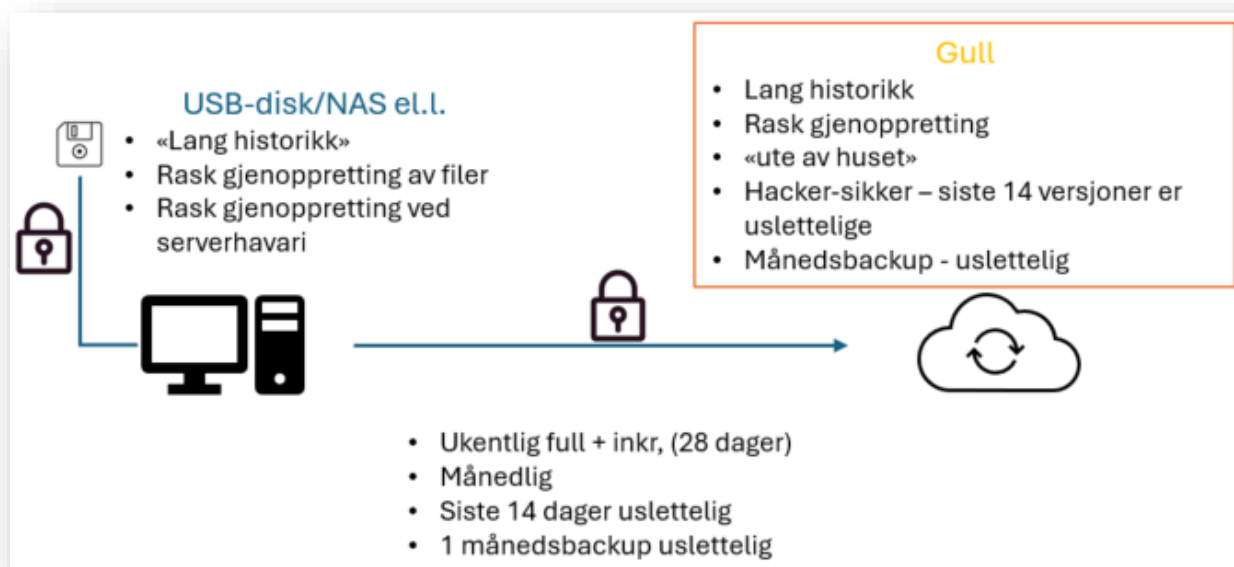 USB-disk/NAS el.l.
• «Lang historikk»
• Rask gjenoppretting av filer
• Rask gjenoppretting ved
serverhavari
Gull
• Lang historikk
• Rask gjenoppretting
• «ute av huset»
• Hacker-sikker – siste 14 versjoner er
uslettelige
• Månedsbackup - uslettelig
• Ukentlig full + inkr, (28 dager)
• Månedlig
• Siste 14 dager uslettelig
• 1 månedsbackup uslettelig